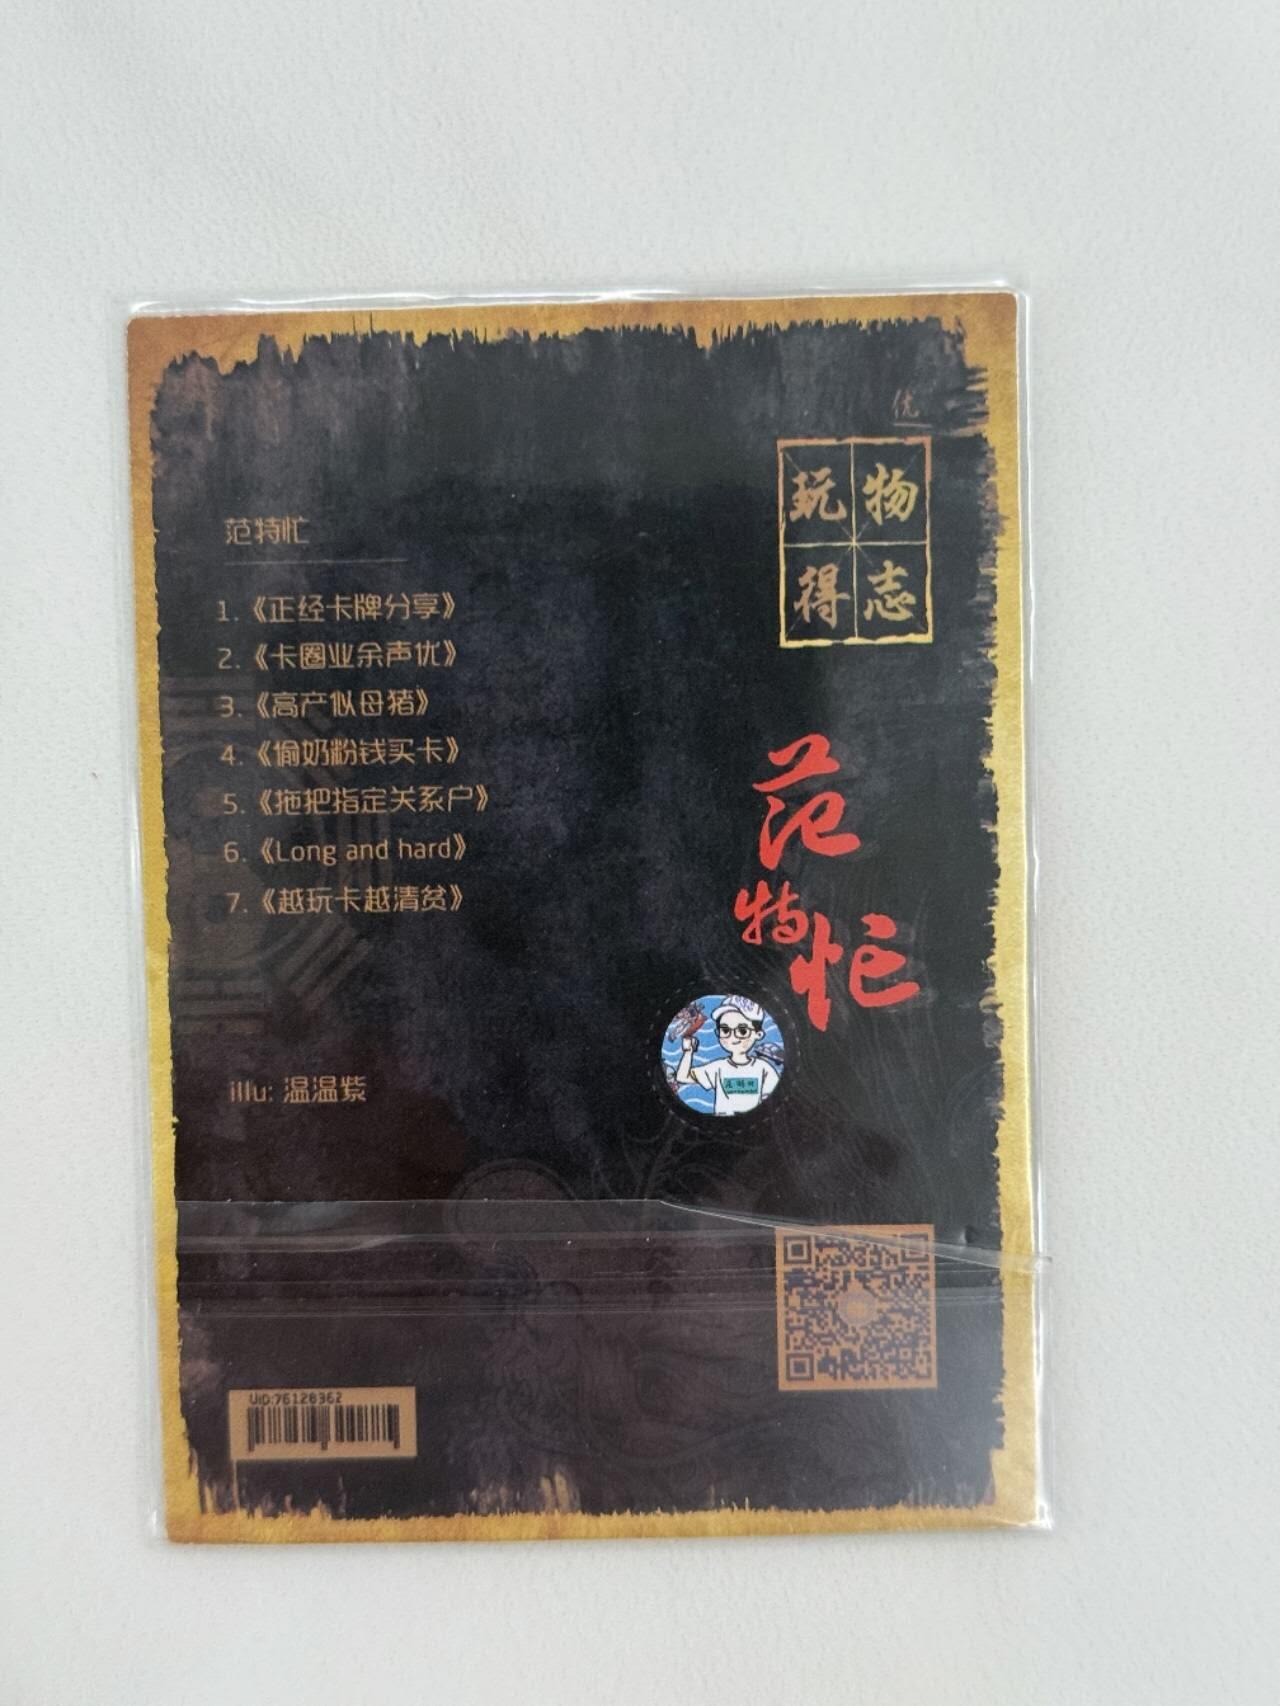 优
玩物
得志
范特忙
1.《正经卡牌分享》
2.《卡圈业余声优》
3.《高产似母猪》
4.《偷奶粉钱买卡》
5.《拖把指定关系户》
6.《Long and hard》
7.《越玩卡越清贫》
范
特
忙
illu: 温温紫
UiD:76128362